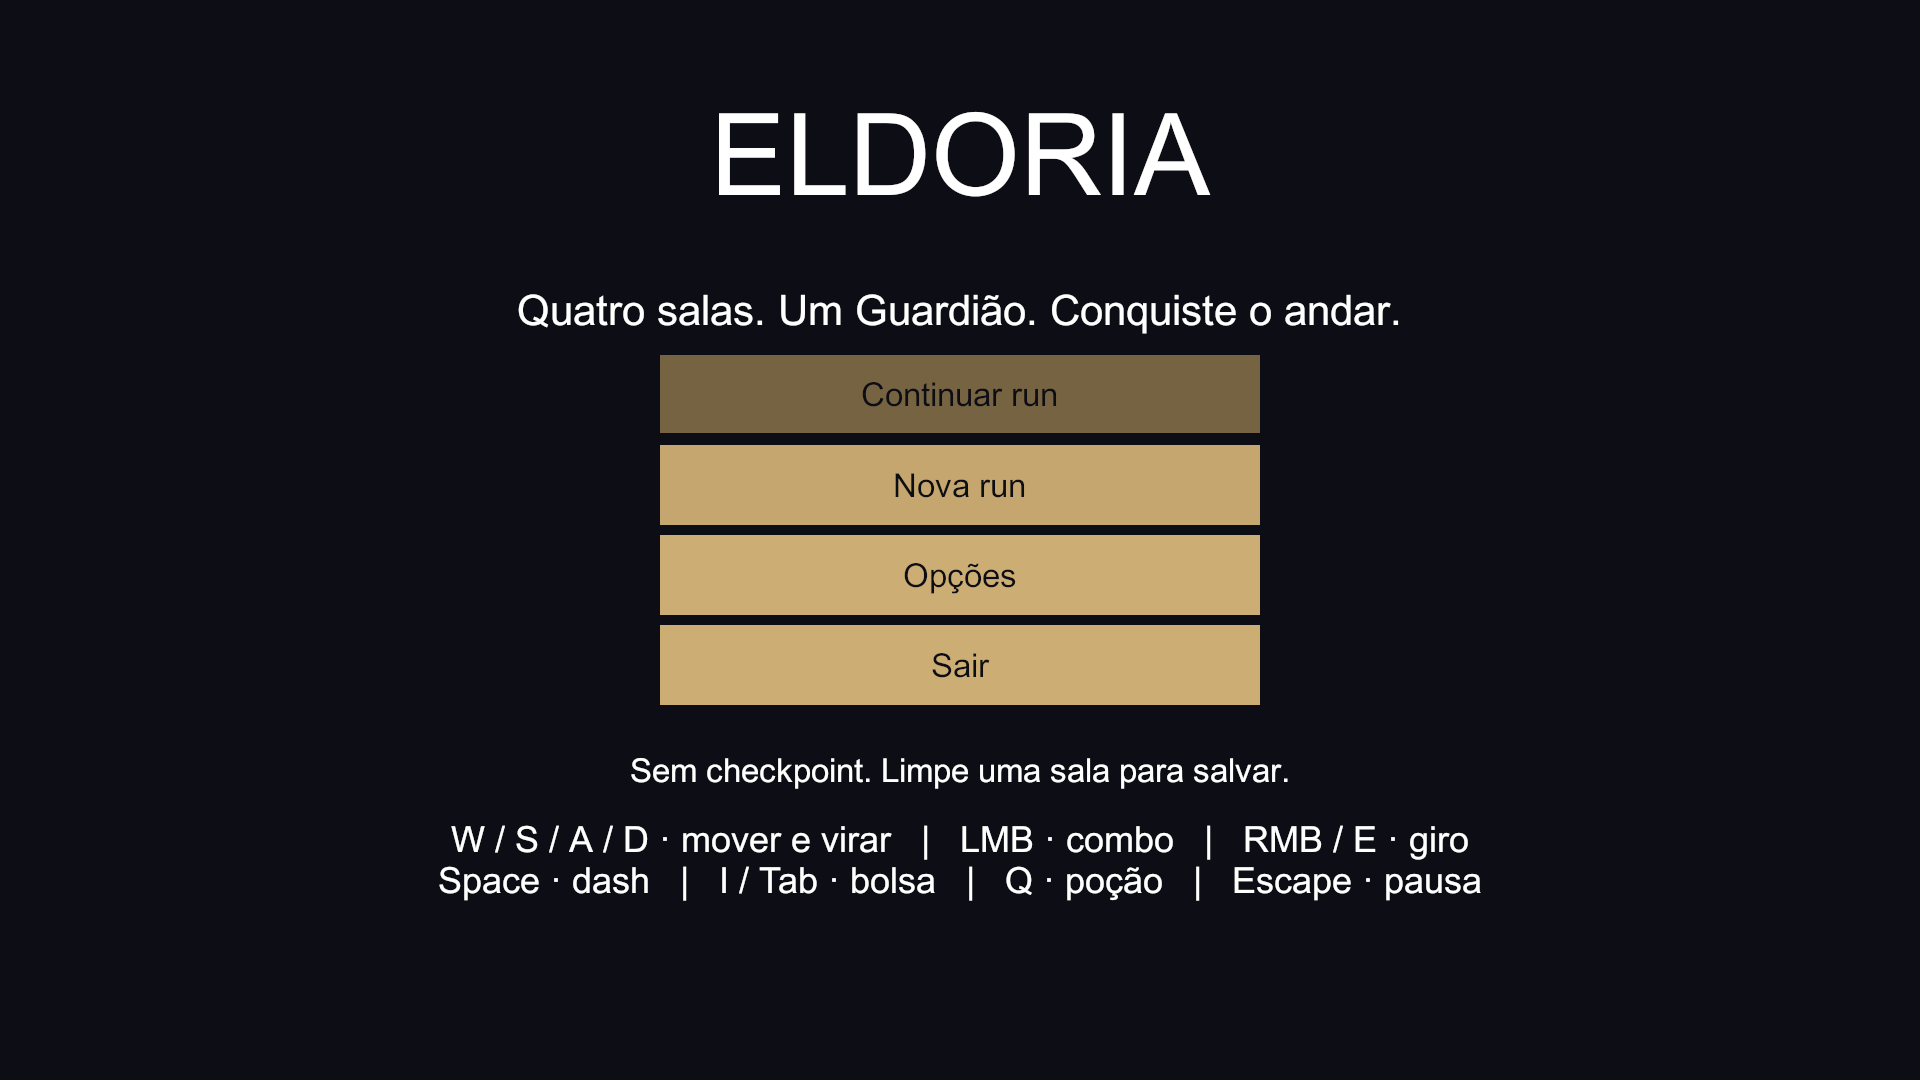 ELDORIA
Quatro salas. Um Guardião. Conquiste o andar.
Continuar run
Nova run
Opções
Sair
Sem checkpoint. Limpe uma sala para salvar.
W / S / A / D · mover e virar | LMB · combo | RMB / E · giro
Space · dash | I / Tab · bolsa | Q · poção | Escape · pausa